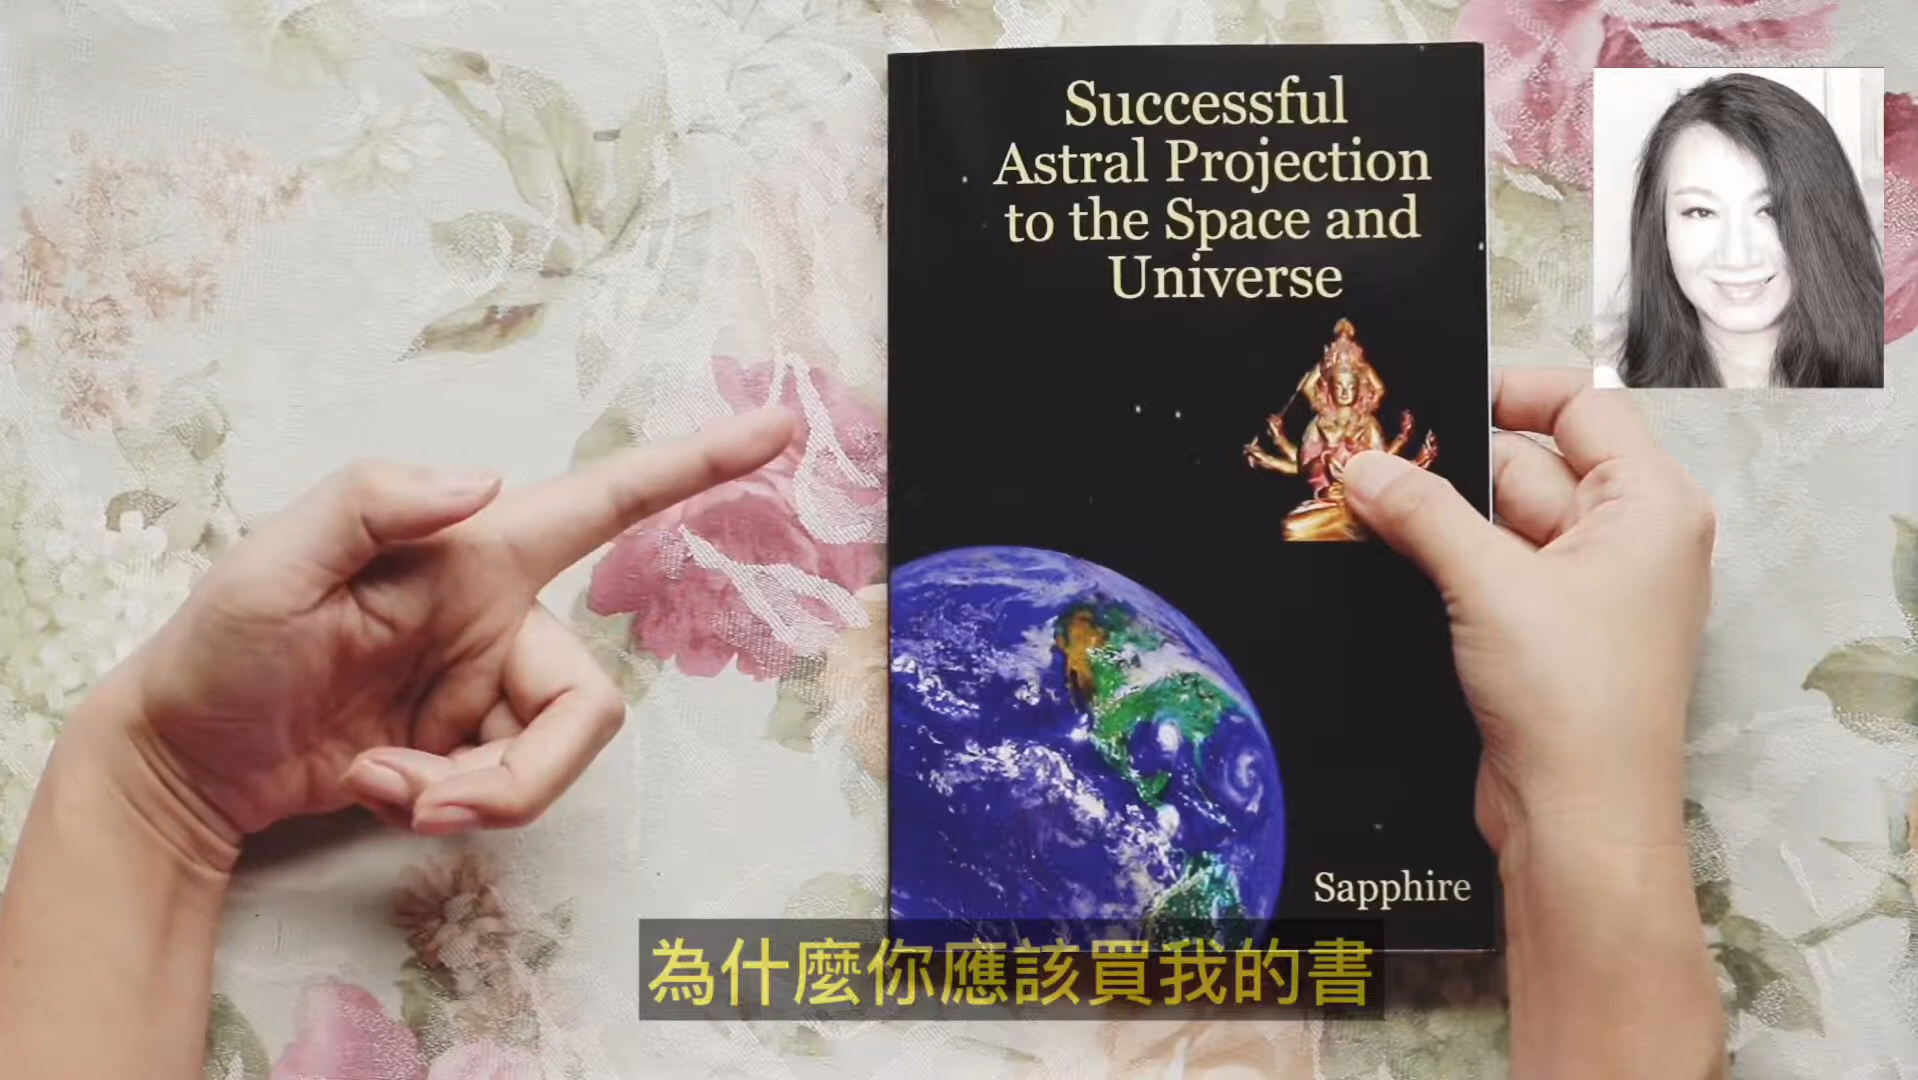 Successful
Astral Projection
to the Space and
Universe
Sapphire
為什麼你應該買我的書